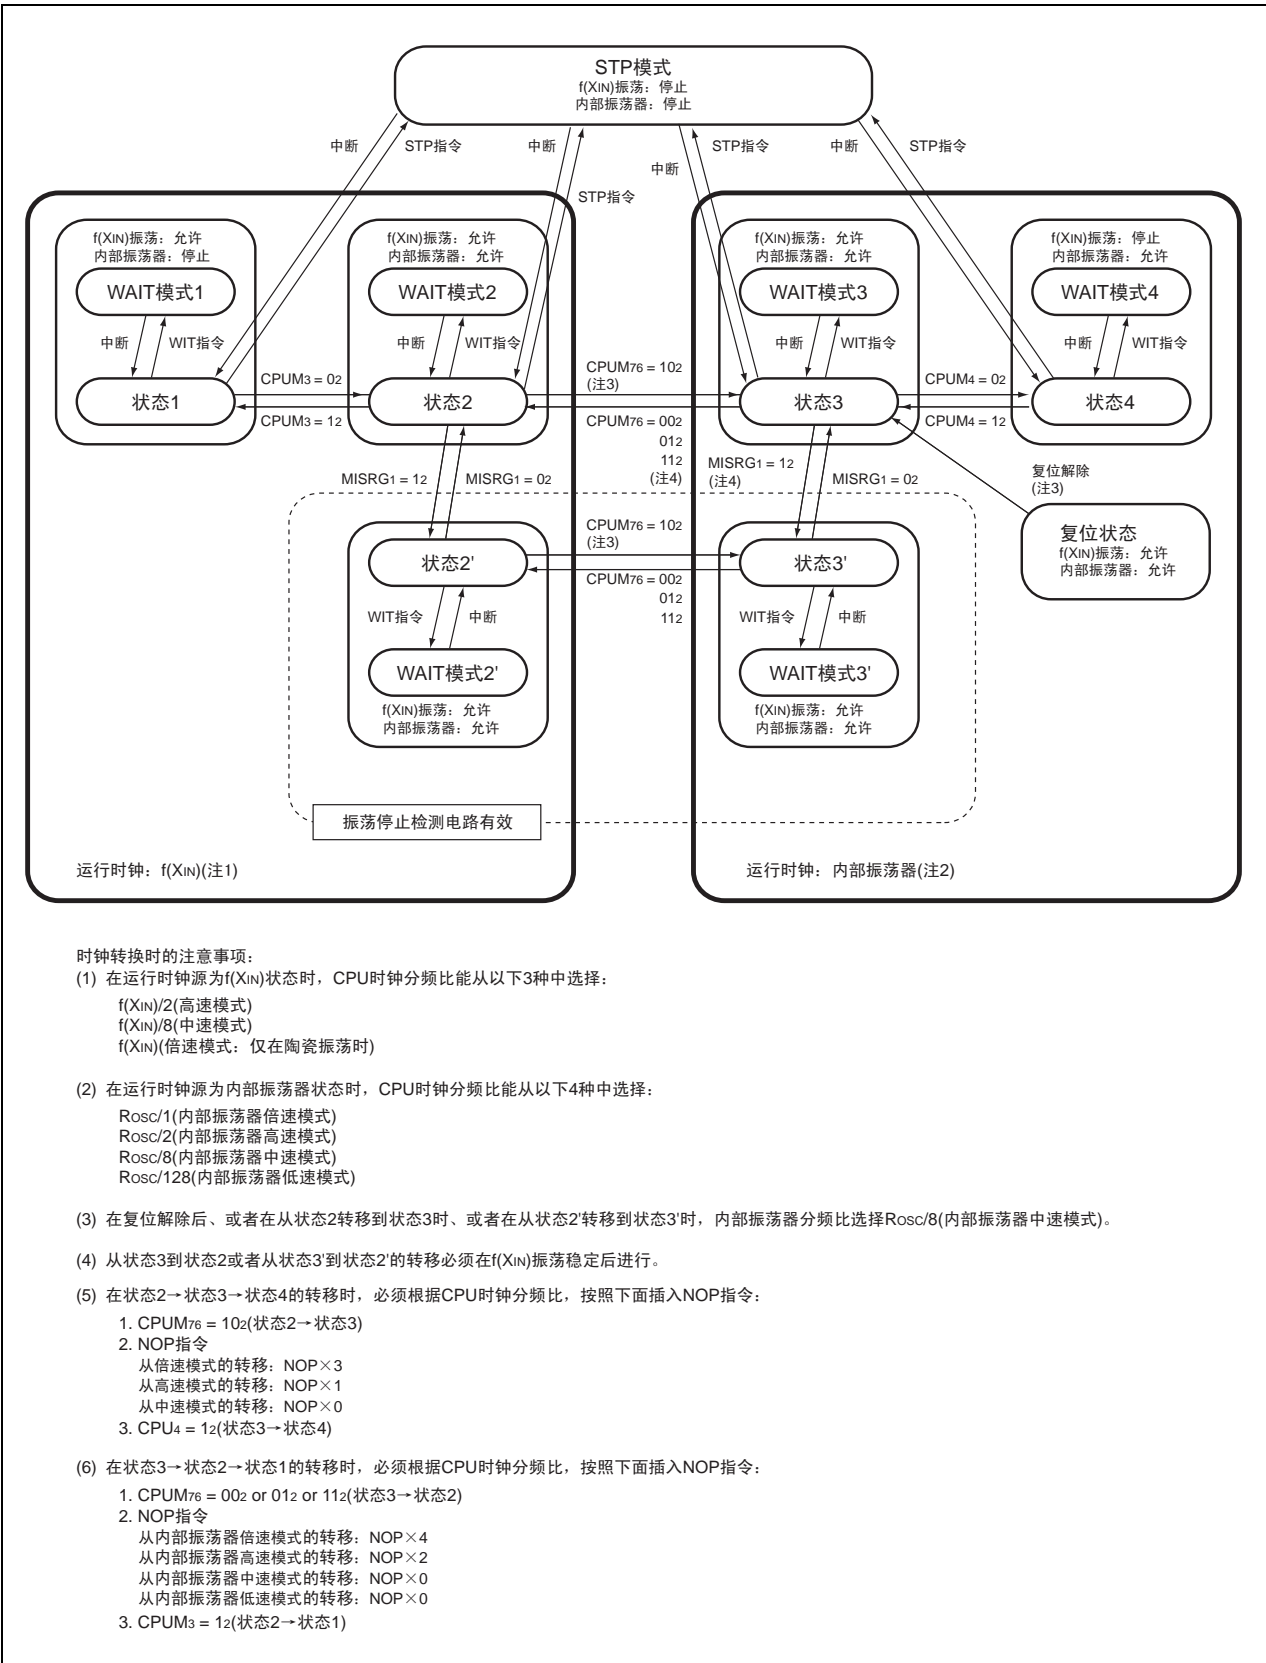 STP模式
f(XIN)振荡：停止
内部振荡器：停止
中断
STP指令
中断
STP指令
中断
STP指令
中断
STP指令
f(XIN)振荡：允许
内部振荡器：停止
WAIT模式1
中断
WIT指令
状态1
f(XIN)振荡：允许
内部振荡器：允许
WAIT模式2
中断
WIT指令
状态2
f(XIN)振荡：允许
内部振荡器：允许
WAIT模式3
中断
WIT指令
状态3
f(XIN)振荡：停止
内部振荡器：允许
WAIT模式4
中断
WIT指令
状态4
CPUM3 = 02
CPUM3 = 12
CPUM76 = 102
(注3)
CPUM76 = 002
012
112
(注4)
CPUM4 = 02
CPUM4 = 12
MISRG1 = 12
MISRG1 = 02
MISRG1 = 12
(注4)
MISRG1 = 02
复位解除
(注3)
复位状态
f(XIN)振荡：允许
内部振荡器：允许
状态2'
WIT指令
中断
WAIT模式2'
f(XIN)振荡：允许
内部振荡器：允许
CPUM76 = 102
(注3)
CPUM76 = 002
012
112
状态3'
WIT指令
中断
WAIT模式3'
f(XIN)振荡：允许
内部振荡器：允许
振荡停止检测电路有效
运行时钟：f(XIN)(注1)
运行时钟：内部振荡器(注2)
时钟转换时的注意事项：
(1) 在运行时钟源为f(XIN)状态时，CPU时钟分频比能从以下3种中选择：
f(XIN)/2(高速模式)
f(XIN)/8(中速模式)
f(XIN)(倍速模式：仅在陶瓷振荡时)
(2) 在运行时钟源为内部振荡器状态时，CPU时钟分频比能从以下4种中选择：
ROSC/1(内部振荡器倍速模式)
ROSC/2(内部振荡器高速模式)
ROSC/8(内部振荡器中速模式)
ROSC/128(内部振荡器低速模式)
(3) 在复位解除后、或者在从状态2转移到状态3时、或者在从状态2'转移到状态3'时，内部振荡器分频比选择ROSC/8(内部振荡器中速模式)。
(4) 从状态3到状态2或者从状态3'到状态2'的转移必须在f(XIN)振荡稳定后进行。
(5) 在状态2→状态3→状态4的转移时，必须根据CPU时钟分频比，按照下面插入NOP指令：
1. CPUM76 = 102(状态2→状态3)
2. NOP指令
从倍速模式的转移：NOP×3
从高速模式的转移：NOP×1
从中速模式的转移：NOP×0
3. CPU4 = 12(状态3→状态4)
(6) 在状态3→状态2→状态1的转移时，必须根据CPU时钟分频比，按照下面插入NOP指令：
1. CPUM76 = 002 or 012 or 112(状态3→状态2)
2. NOP指令
从内部振荡器倍速模式的转移：NOP×4
从内部振荡器高速模式的转移：NOP×2
从内部振荡器中速模式的转移：NOP×0
从内部振荡器低速模式的转移：NOP×0
3. CPUM3 = 12(状态2→状态1)